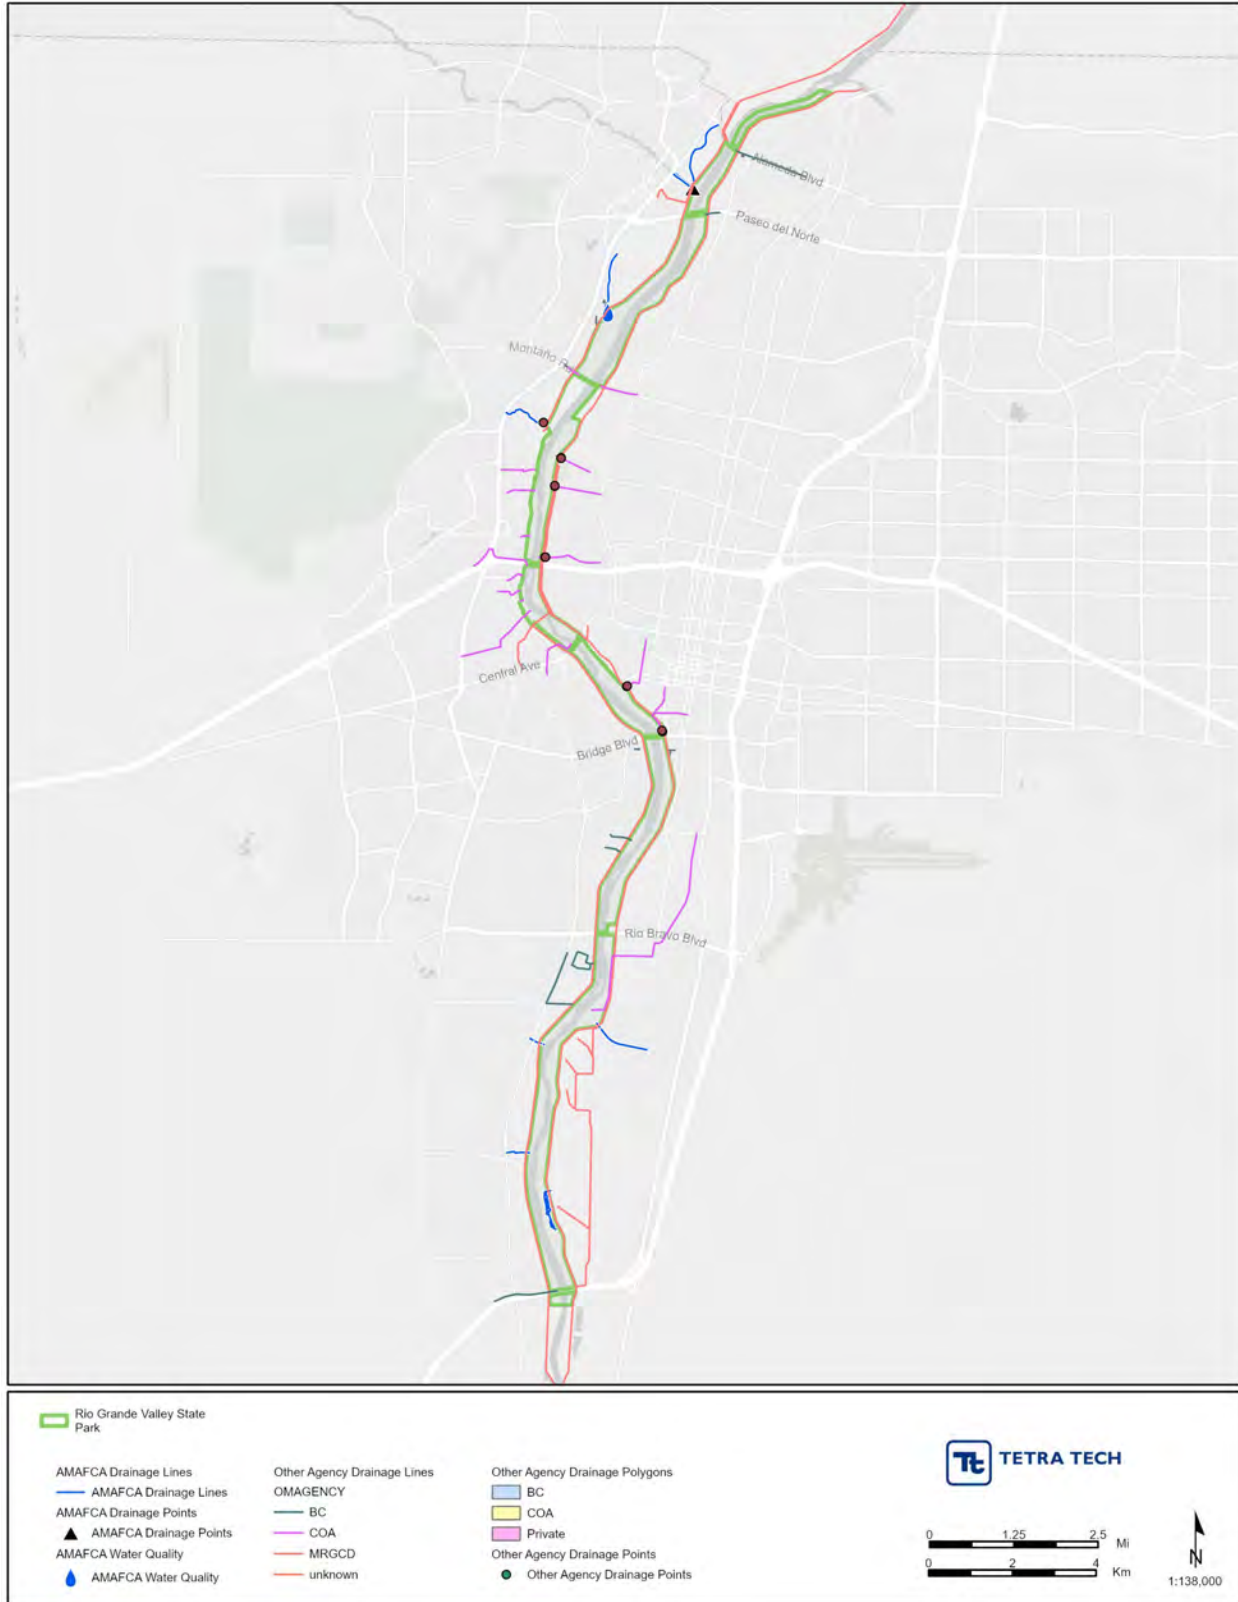 Alameda Blvd
Paseo del Norte
Montaño R
Central Ave
Bridge Blvd
Rio Bravo Blvd
Rio Grande Valley State
Park
AMAFCA Drainage Lines
AMAFCA Drainage Lines
AMAFCA Drainage Points
AMAFCA Drainage Points
AMAFCA Water Quality
AMAFCA Water Quality
Other Agency Drainage Lines
OMAGENCY
BC
COA
MRGCD
unknown
Other Agency Drainage Polygons
BC
COA
Private
Other Agency Drainage Points
Other Agency Drainage Points
Tt TETRA TECH
0 1.25 2.5 Mi
0 2 4 Km
N
1:138,000